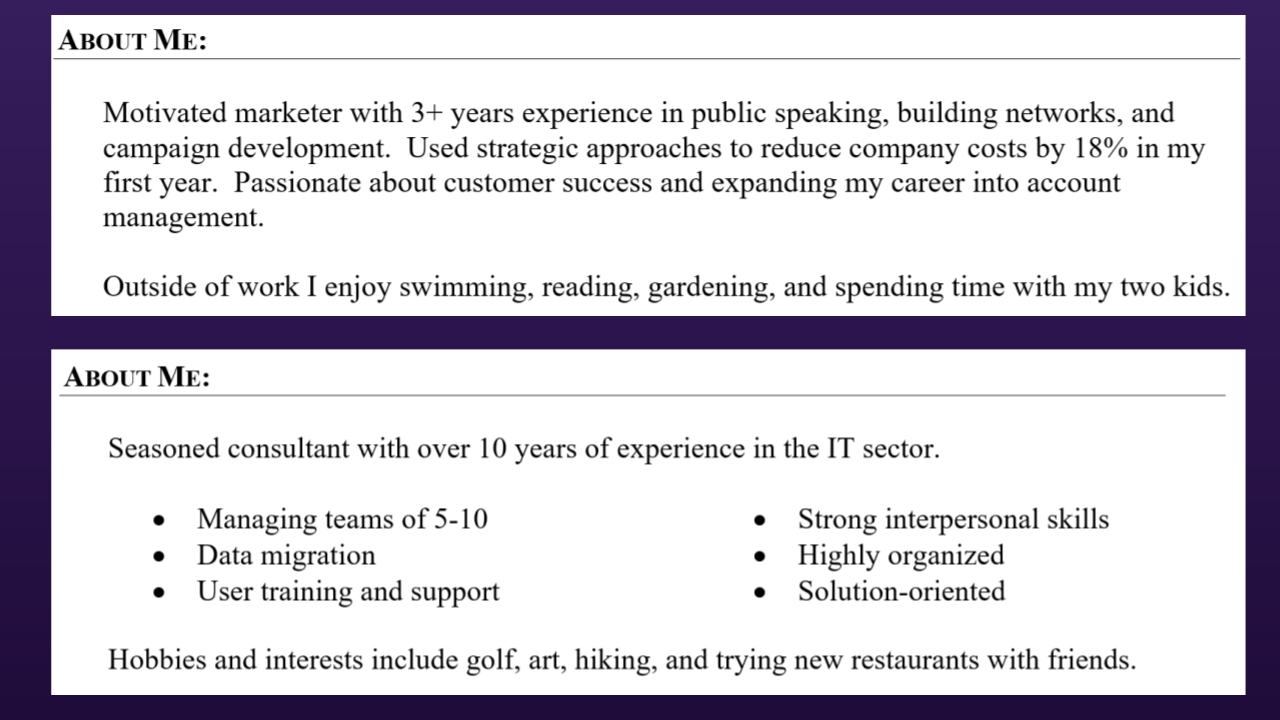 ABOUT ME:
Motivated marketer with 3+ years experience in public speaking, building networks, and
campaign development.  Used strategic approaches to reduce company costs by 18% in my
first year.  Passionate about customer success and expanding my career into account
management.
Outside of work I enjoy swimming, reading, gardening, and spending time with my two kids.
ABOUT ME:
Seasoned consultant with over 10 years of experience in the IT sector.
• Managing teams of 5-10
• Data migration
• User training and support
• Strong interpersonal skills
• Highly organized
• Solution-oriented
Hobbies and interests include golf, art, hiking, and trying new restaurants with friends.